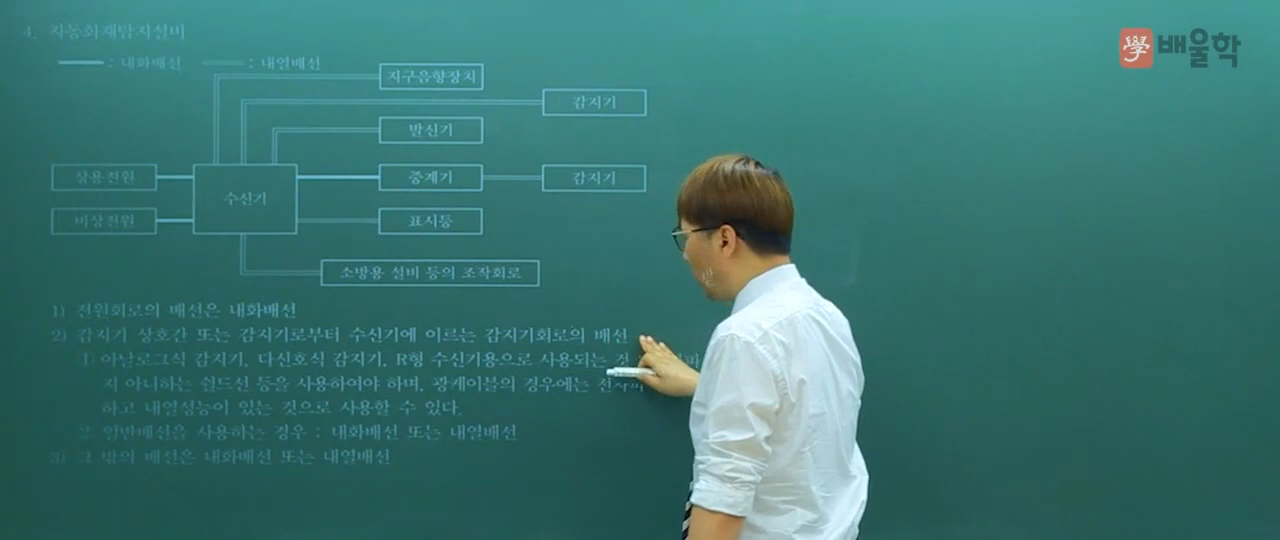 4. 자동화재탐지설비
學 배울학
: 내화배선 : 내열배선
지구음향장치
감지기
발신기
상용전원
수신기
중계기
감지기
비상전원
표시등
소방용 설비 등의 조작회로
1) 전원회로의 배선은 내화배선
2) 감지기 상호간 또는 감지기로부터 수신기에 이르는 감지기회로의 배선
① 아날로그식 감지기, 다신호식 감지기, R형 수신기용으로 사용되는 것
지 아니하는 쉴드선 등을 사용하여야 하며, 광케이블의 경우에는
하고 내열성능이 있는 것으로 사용할 수 있다.
② 일반배선을 사용하는 경우 : 내화배선 또는 내열배선
3) 그 밖의 배선은 내화배선 또는 내열배선